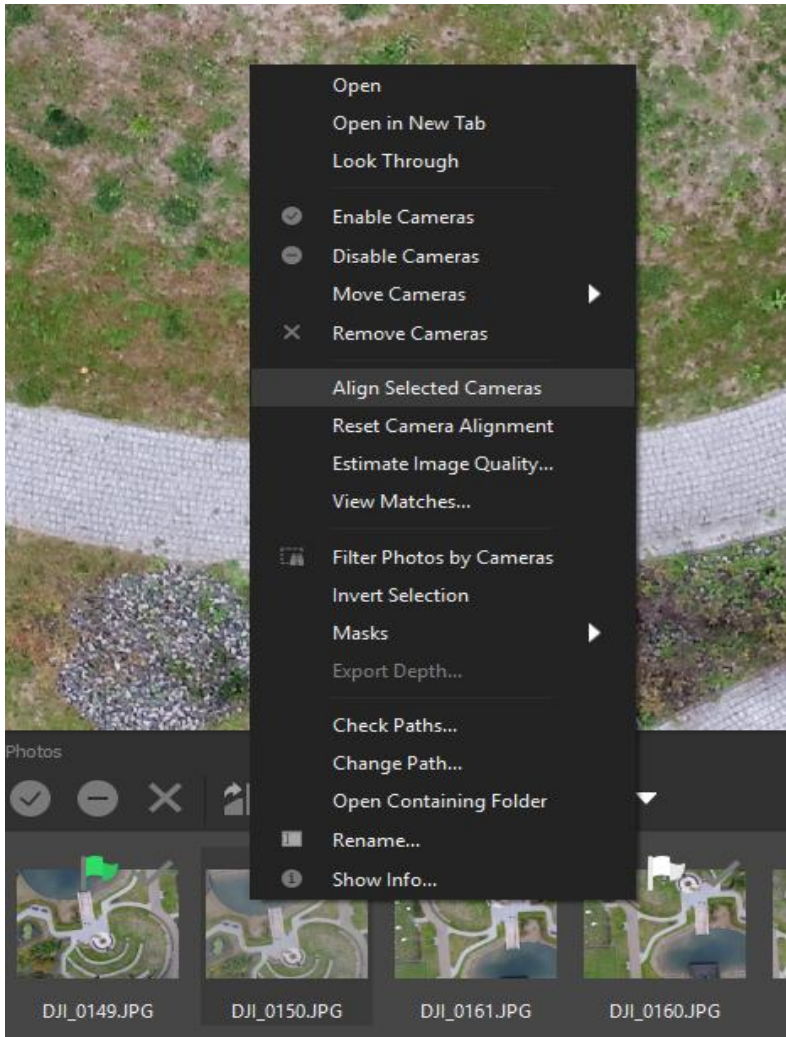 Open
Open in New Tab
Look Through
Enable Cameras
Disable Cameras
Move Cameras
Remove Cameras
Align Selected Cameras
Reset Camera Alignment
Estimate Image Quality...
View Matches...
Filter Photos by Cameras
Invert Selection
Masks
Export Depth...
Check Paths...
Change Path...
Open Containing Folder
Rename...
Show Info...
Photos
DJI_0149.JPG
DJI_0150.JPG
DJI_0161.JPG
DJI_0160.JPG